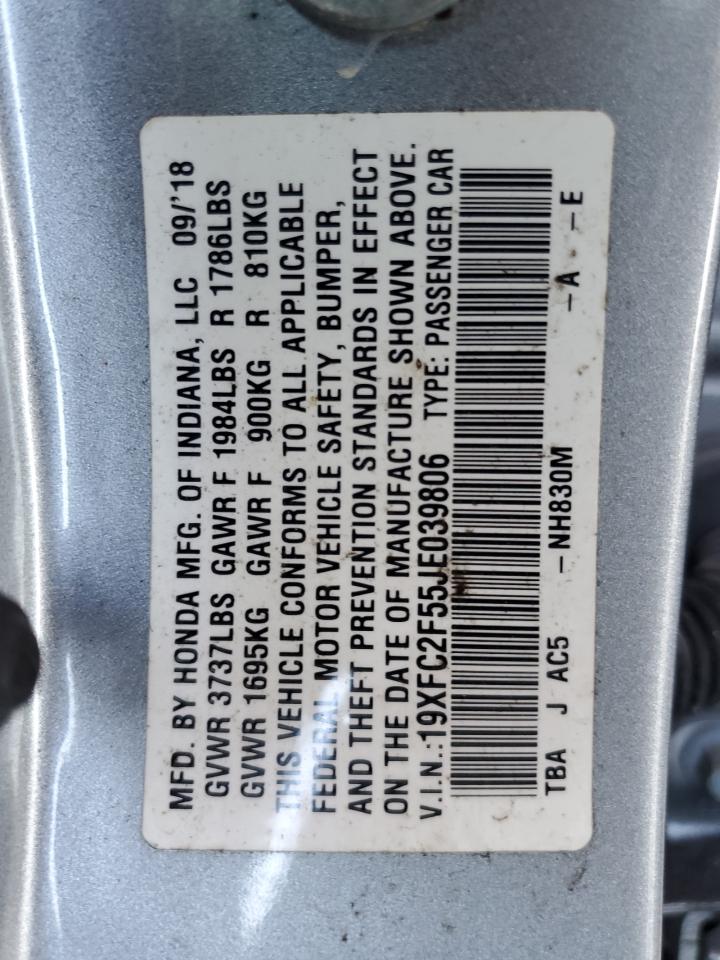 MFD. BY HONDA MFG. OF INDIANA, LLC 09/'18
GVWR 3737LBS GAWR F 1984LBS R 1786LBS
GVWR 1695KG GAWR F 900KG R 810KG
THIS VEHICLE CONFORMS TO ALL APPLICABLE
FEDERAL MOTOR VEHICLE SAFETY, BUMPER,
AND THEFT PREVENTION STANDARDS IN EFFECT
ON THE DATE OF MANUFACTURE SHOWN ABOVE.
V.I.N.:19XFC2F55JE039806 TYPE: PASSENGER CAR
TBA J AC5 -NH830M -A -E